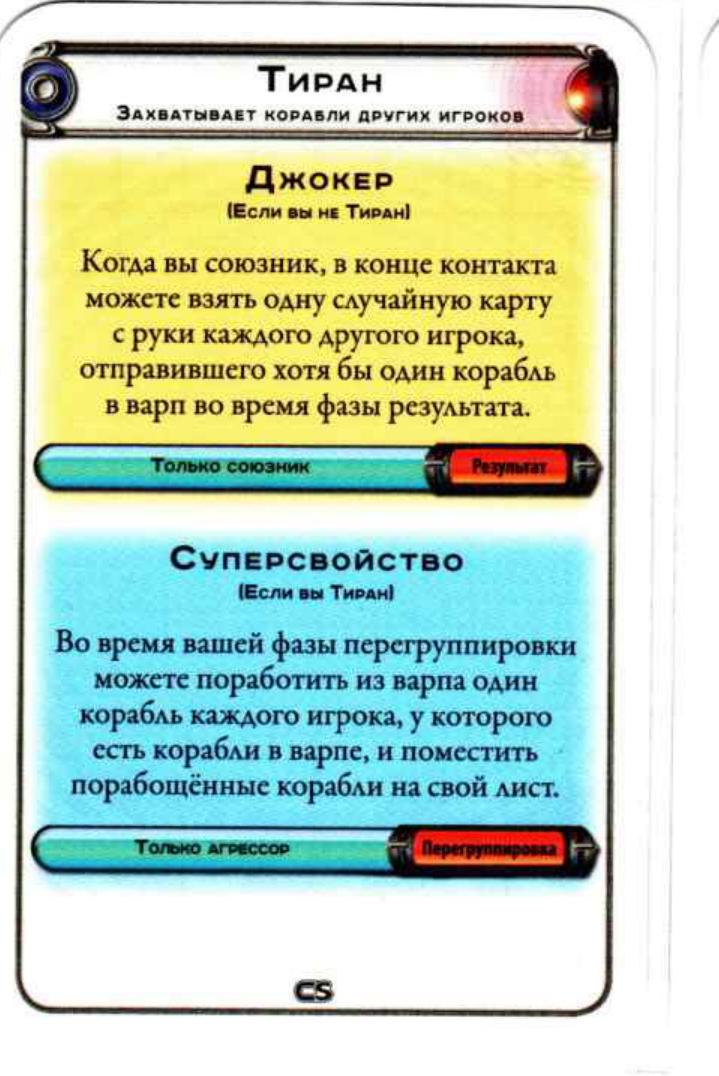 Тиран
Захватывает корабли других игроков
Джокер
(Если вы не Тиран)
Когда вы союзник, в конце контакта
можете взять одну случайную карту
с руки каждого другого игрока,
отправившего хотя бы один корабль
в варп во время фазы результата.
Только союзник
Результат
Суперсвойство
(Если вы Тиран)
Во время вашей фазы перегруппировки
можете поработить из варпа один
корабль каждого игрока, у которого
есть корабли в варпе, и поместить
порабощённые корабли на свой лист.
Только агрессор
Перегруппировка
CS